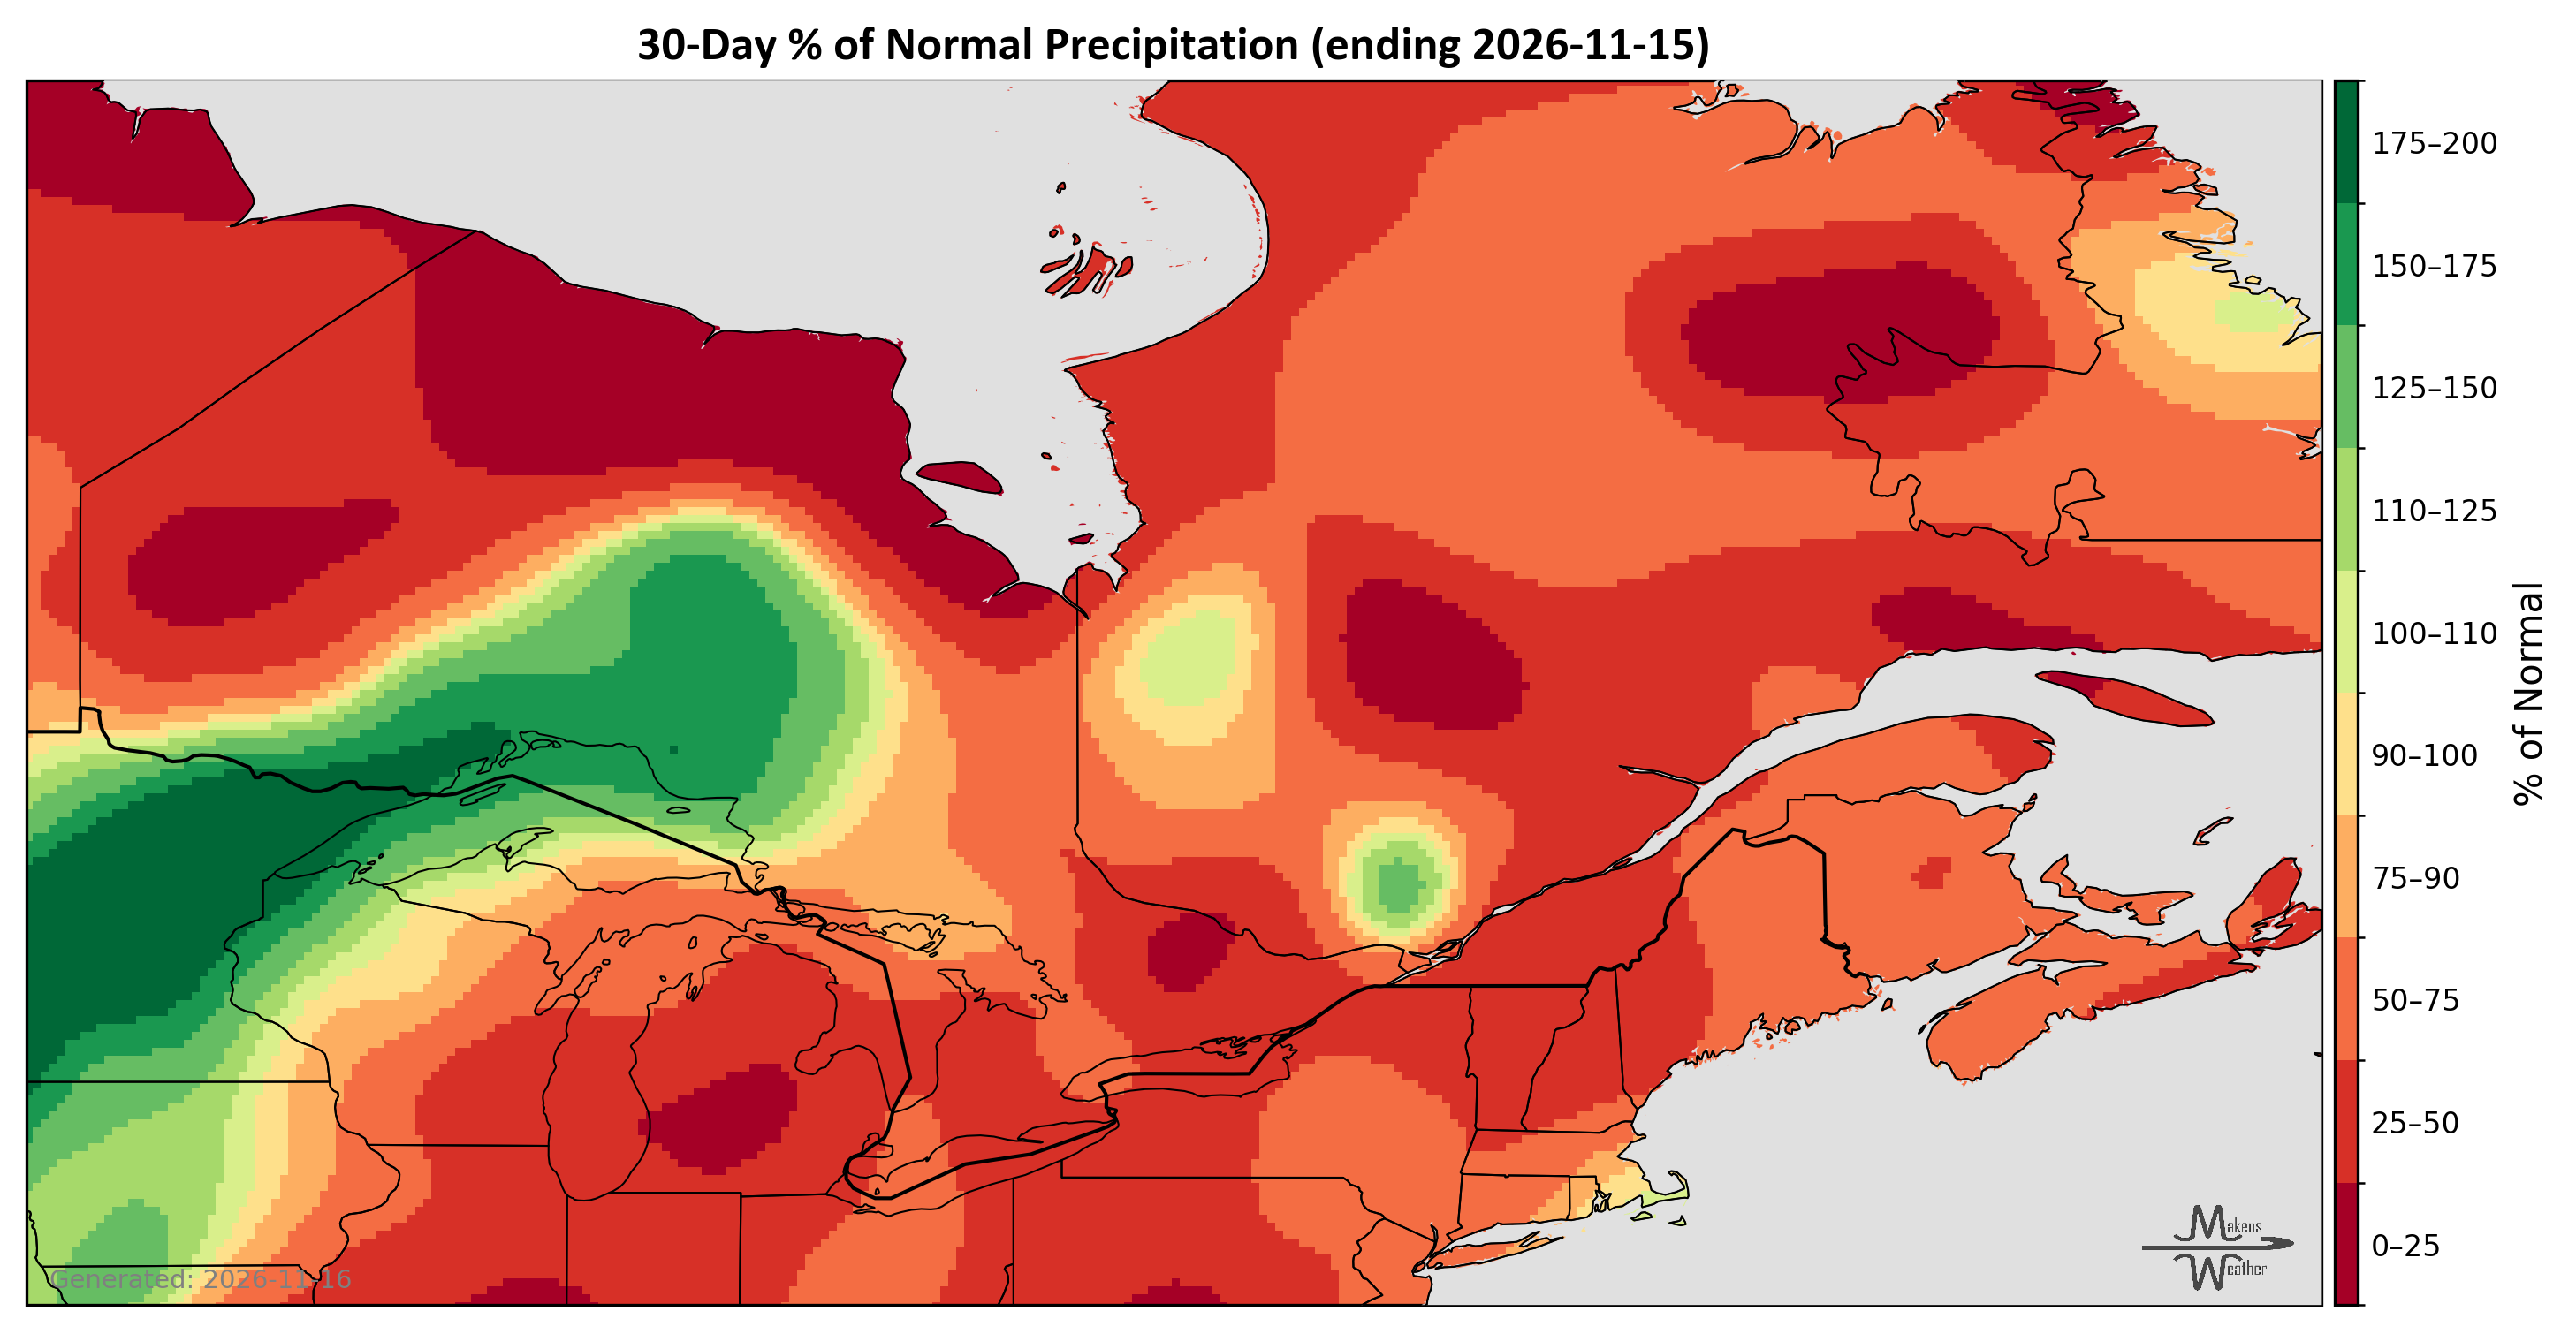 30-Day % of Normal Precipitation (ending 2026-11-15)
175–200
150–175
125–150
110–125
100–110
90–100
75–90
50–75
25–50
0–25
% of Normal
Generated: 2026-11-16
Makens
Weather